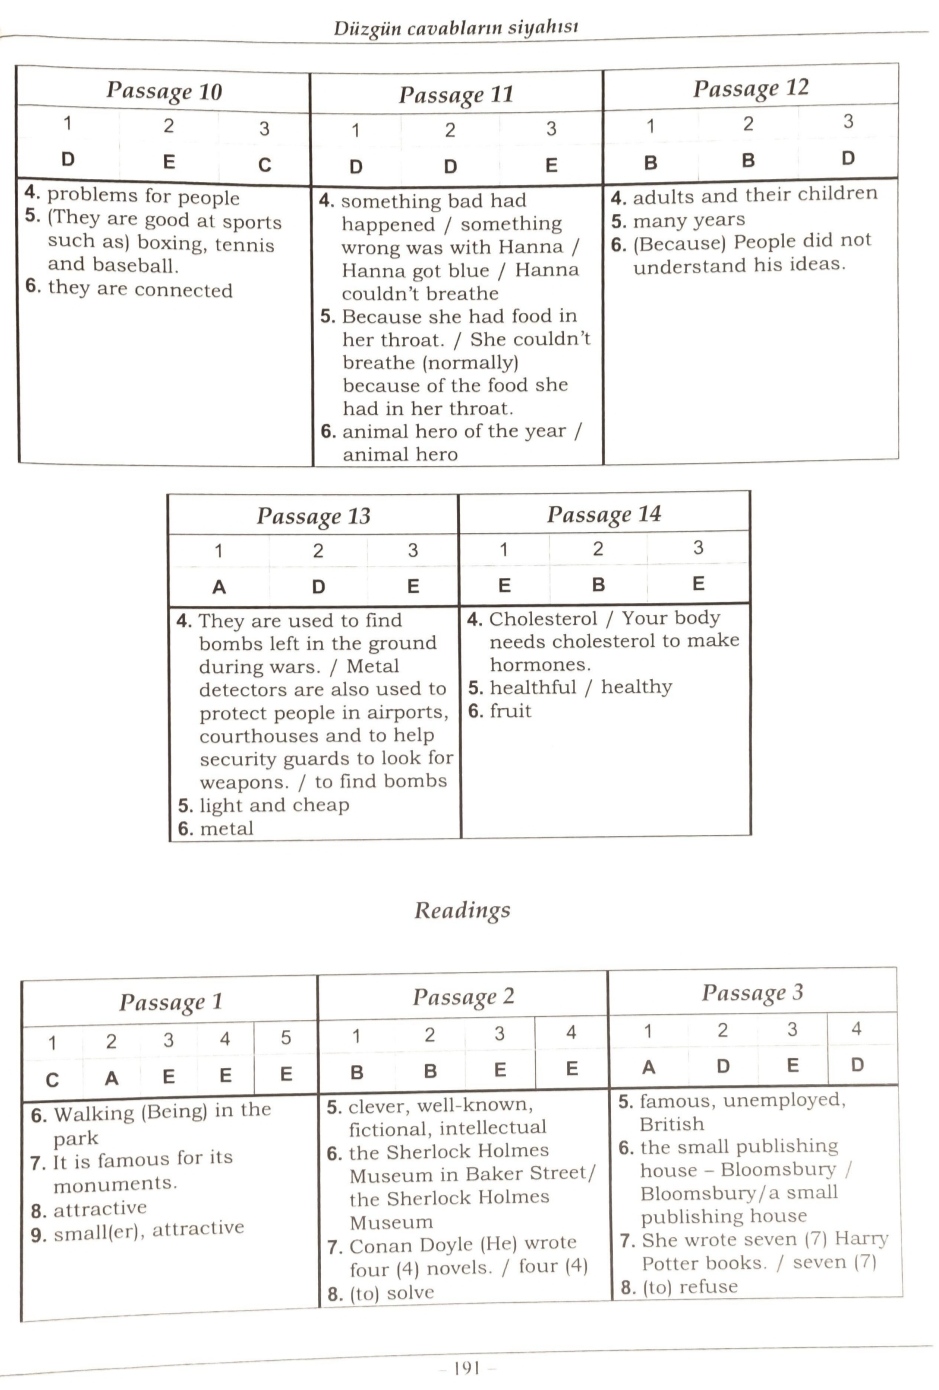 Düzgün cavabların siyahısı
Passage 10
1 2 3
D E C
4. problems for people
5. (They are good at sports
such as) boxing, tennis
and baseball.
6. they are connected
Passage 11
1 2 3
D D E
4. something bad had
happened / something
wrong was with Hanna /
Hanna got blue / Hanna
couldn't breathe
5. Because she had food in
her throat. / She couldn't
breathe (normally)
because of the food she
had in her throat.
6. animal hero of the year /
animal hero
Passage 12
1 2 3
B B D
4. adults and their children
5. many years
6. (Because) People did not
understand his ideas.
Passage 13
1 2 3
A D E
4. They are used to find
bombs left in the ground
during wars. / Metal
detectors are also used to
protect people in airports,
courthouses and to help
security guards to look for
weapons. / to find bombs
5. light and cheap
6. metal
Passage 14
1 2 3
E B E
4. Cholesterol / Your body
needs cholesterol to make
hormones.
5. healthful / healthy
6. fruit
Readings
Passage 1
1 2 3 4 5
C A E E E
6. Walking (Being) in the
park
7. It is famous for its
monuments.
8. attractive
9. small(er), attractive
Passage 2
1 2 3 4
B B E E
5. clever, well-known,
fictional, intellectual
6. the Sherlock Holmes
Museum in Baker Street/
the Sherlock Holmes
Museum
7. Conan Doyle (He) wrote
four (4) novels. / four (4)
8. (to) solve
Passage 3
1 2 3 4
A D E D
5. famous, unemployed,
British
6. the small publishing
house – Bloomsbury /
Bloomsbury/a small
publishing house
7. She wrote seven (7) Harry
Potter books. / seven (7)
8. (to) refuse
– 191 –